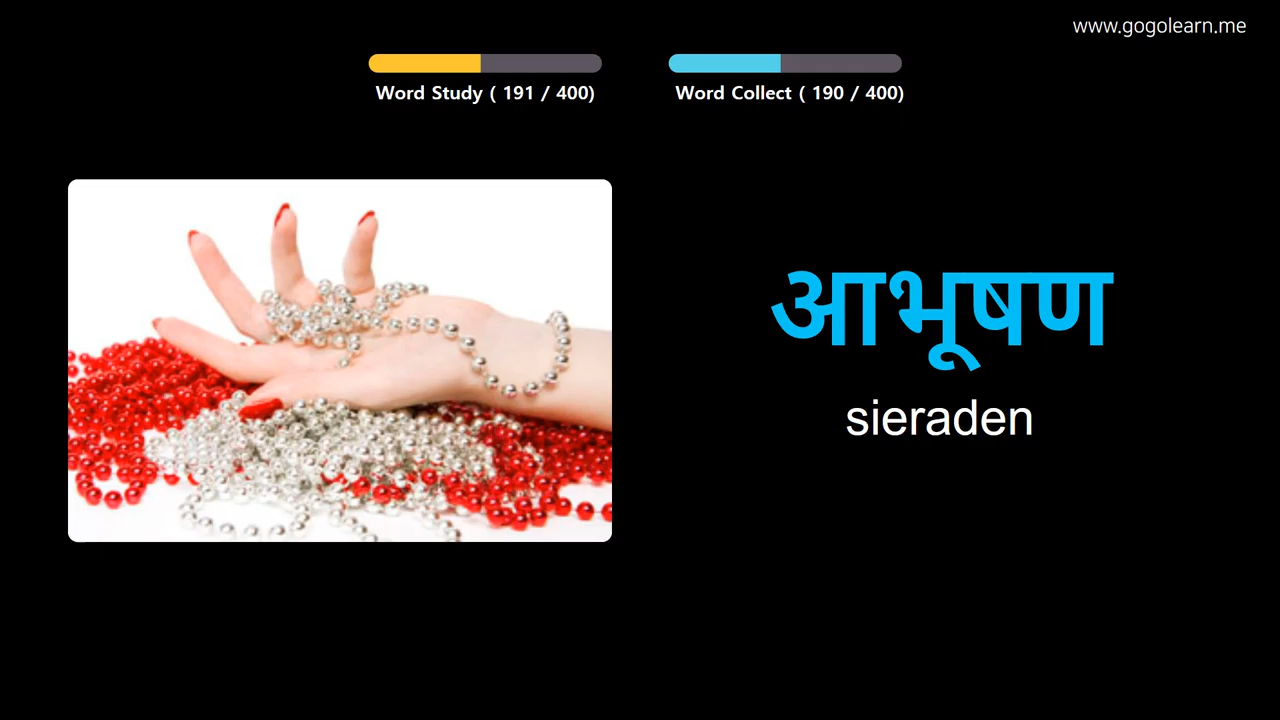 www.gogolearn.me
Word Study ( 191 / 400)
Word Collect ( 190 / 400)
आभूषण
sieraden